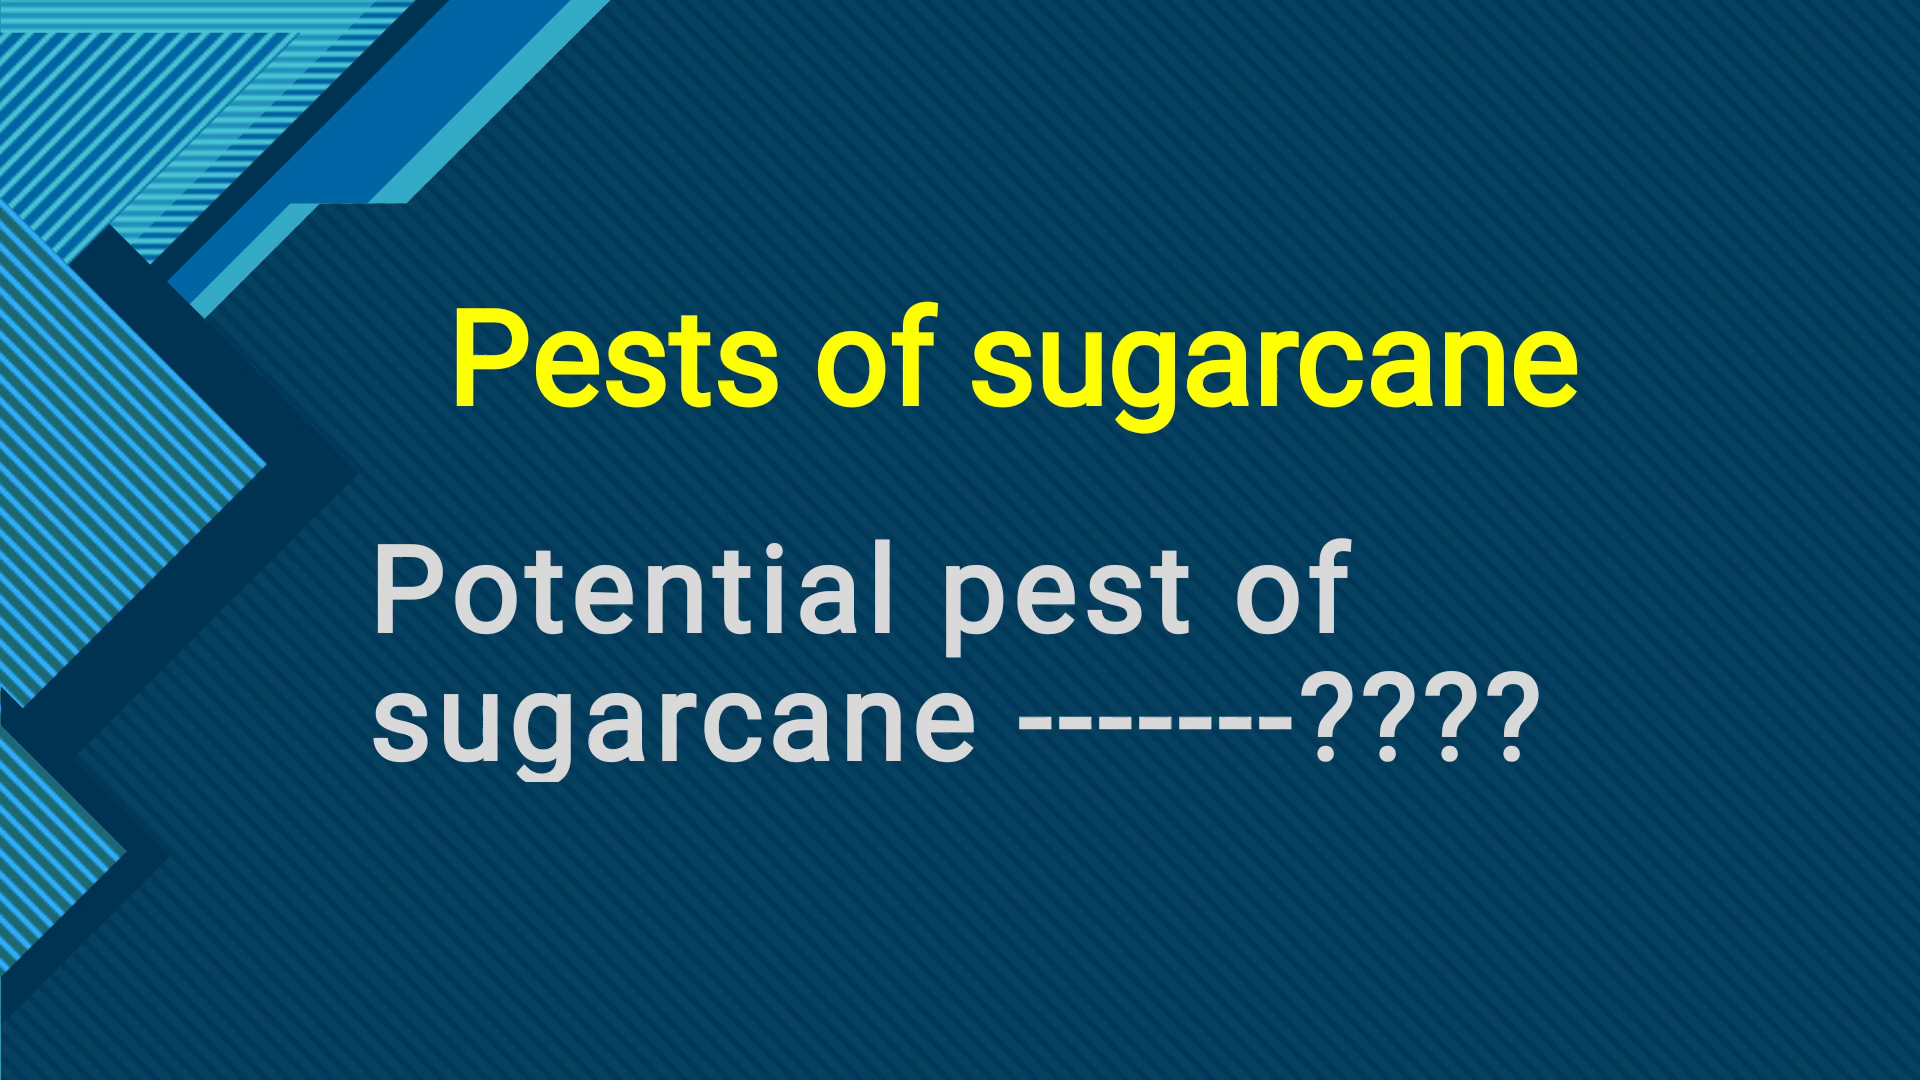 Pests of sugarcane
Potential pest of
sugarcane -------????